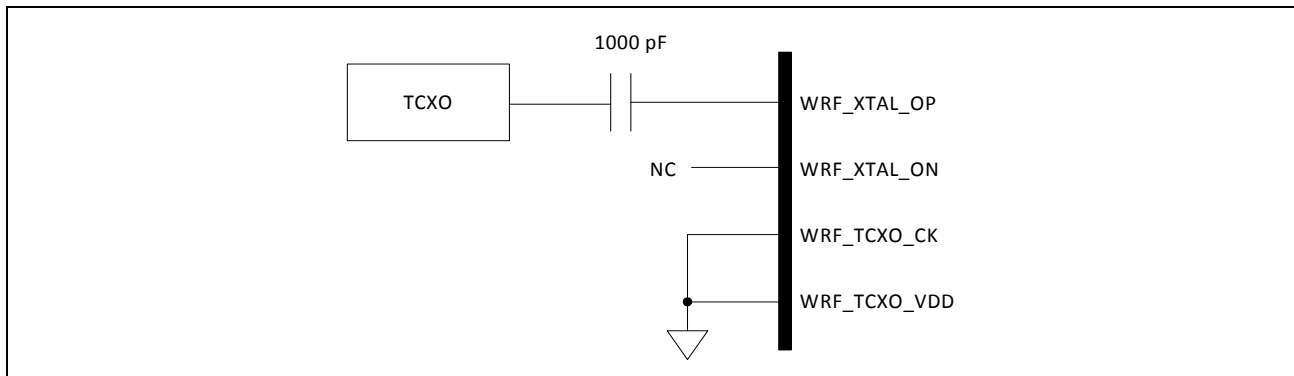 1000 pF
TCXO
WRF_XTAL_OP
NC
WRF_XTAL_ON
WRF_TCXO_CK
WRF_TCXO_VDD